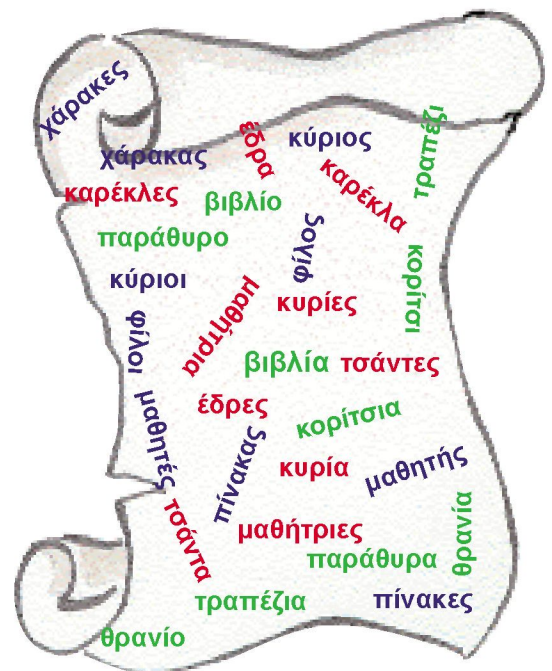 χάρακες
κύριος
έδρα
τραπέζι
χάρακας
καρέκλα
καρέκλες
βιβλίο
παράθυρο
φίλος
κορίτσι
κύριοι
κυρίες
μαθήτρια
φίλοι
βιβλία
τσάντες
έδρες
κορίτσια
μαθητές
πίνακας
κυρία
μαθητής
τσάντα
μαθήτριες
θρανία
παράθυρα
τραπέζια
πίνακες
θρανίο